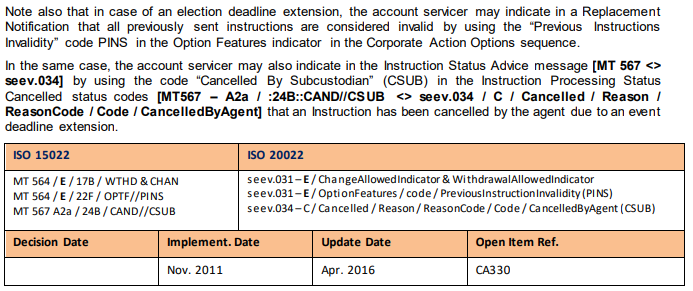 Note also that in case of an election deadline extension, the account servicer may indicate in a Replacement
Notification that all previously sent instructions are considered invalid by using the “Previous Instructions
Invalidity” code PINS in the Option Features indicator in the Corporate Action Options sequence.
In the same case, the account servicer may also indicate in the Instruction Status Advice message [MT 567 <>
seev.034] by using the code “Cancelled By Subcustodian” (CSUB) in the Instruction Processing Status
Cancelled status codes [MT567 – A2a / :24B::CAND//CSUB <> seev.034 / C / Cancelled / Reason /
ReasonCode / Code / CancelledByAgent] that an Instruction has been cancelled by the agent due to an event
deadline extension.
ISO 15022
ISO 20022
MT 564 / E / 17B / WTHD & CHAN
MT 564 / E / 22F / OPTF//PINS
MT 567 A2a / 24B / CAND//CSUB
seev.031 – E / ChangeAllowedIndicator & WithdrawalAllowedIndicator
seev.031 – E / OptionFeatures / code / PreviousInstructionInvalidity (PINS)
seev.034 – C / Cancelled / Reason / ReasonCode / Code / CancelledByAgent (CSUB)
Decision Date
Implement. Date
Update Date
Open Item Ref.
Nov. 2011
Apr. 2016
CA330